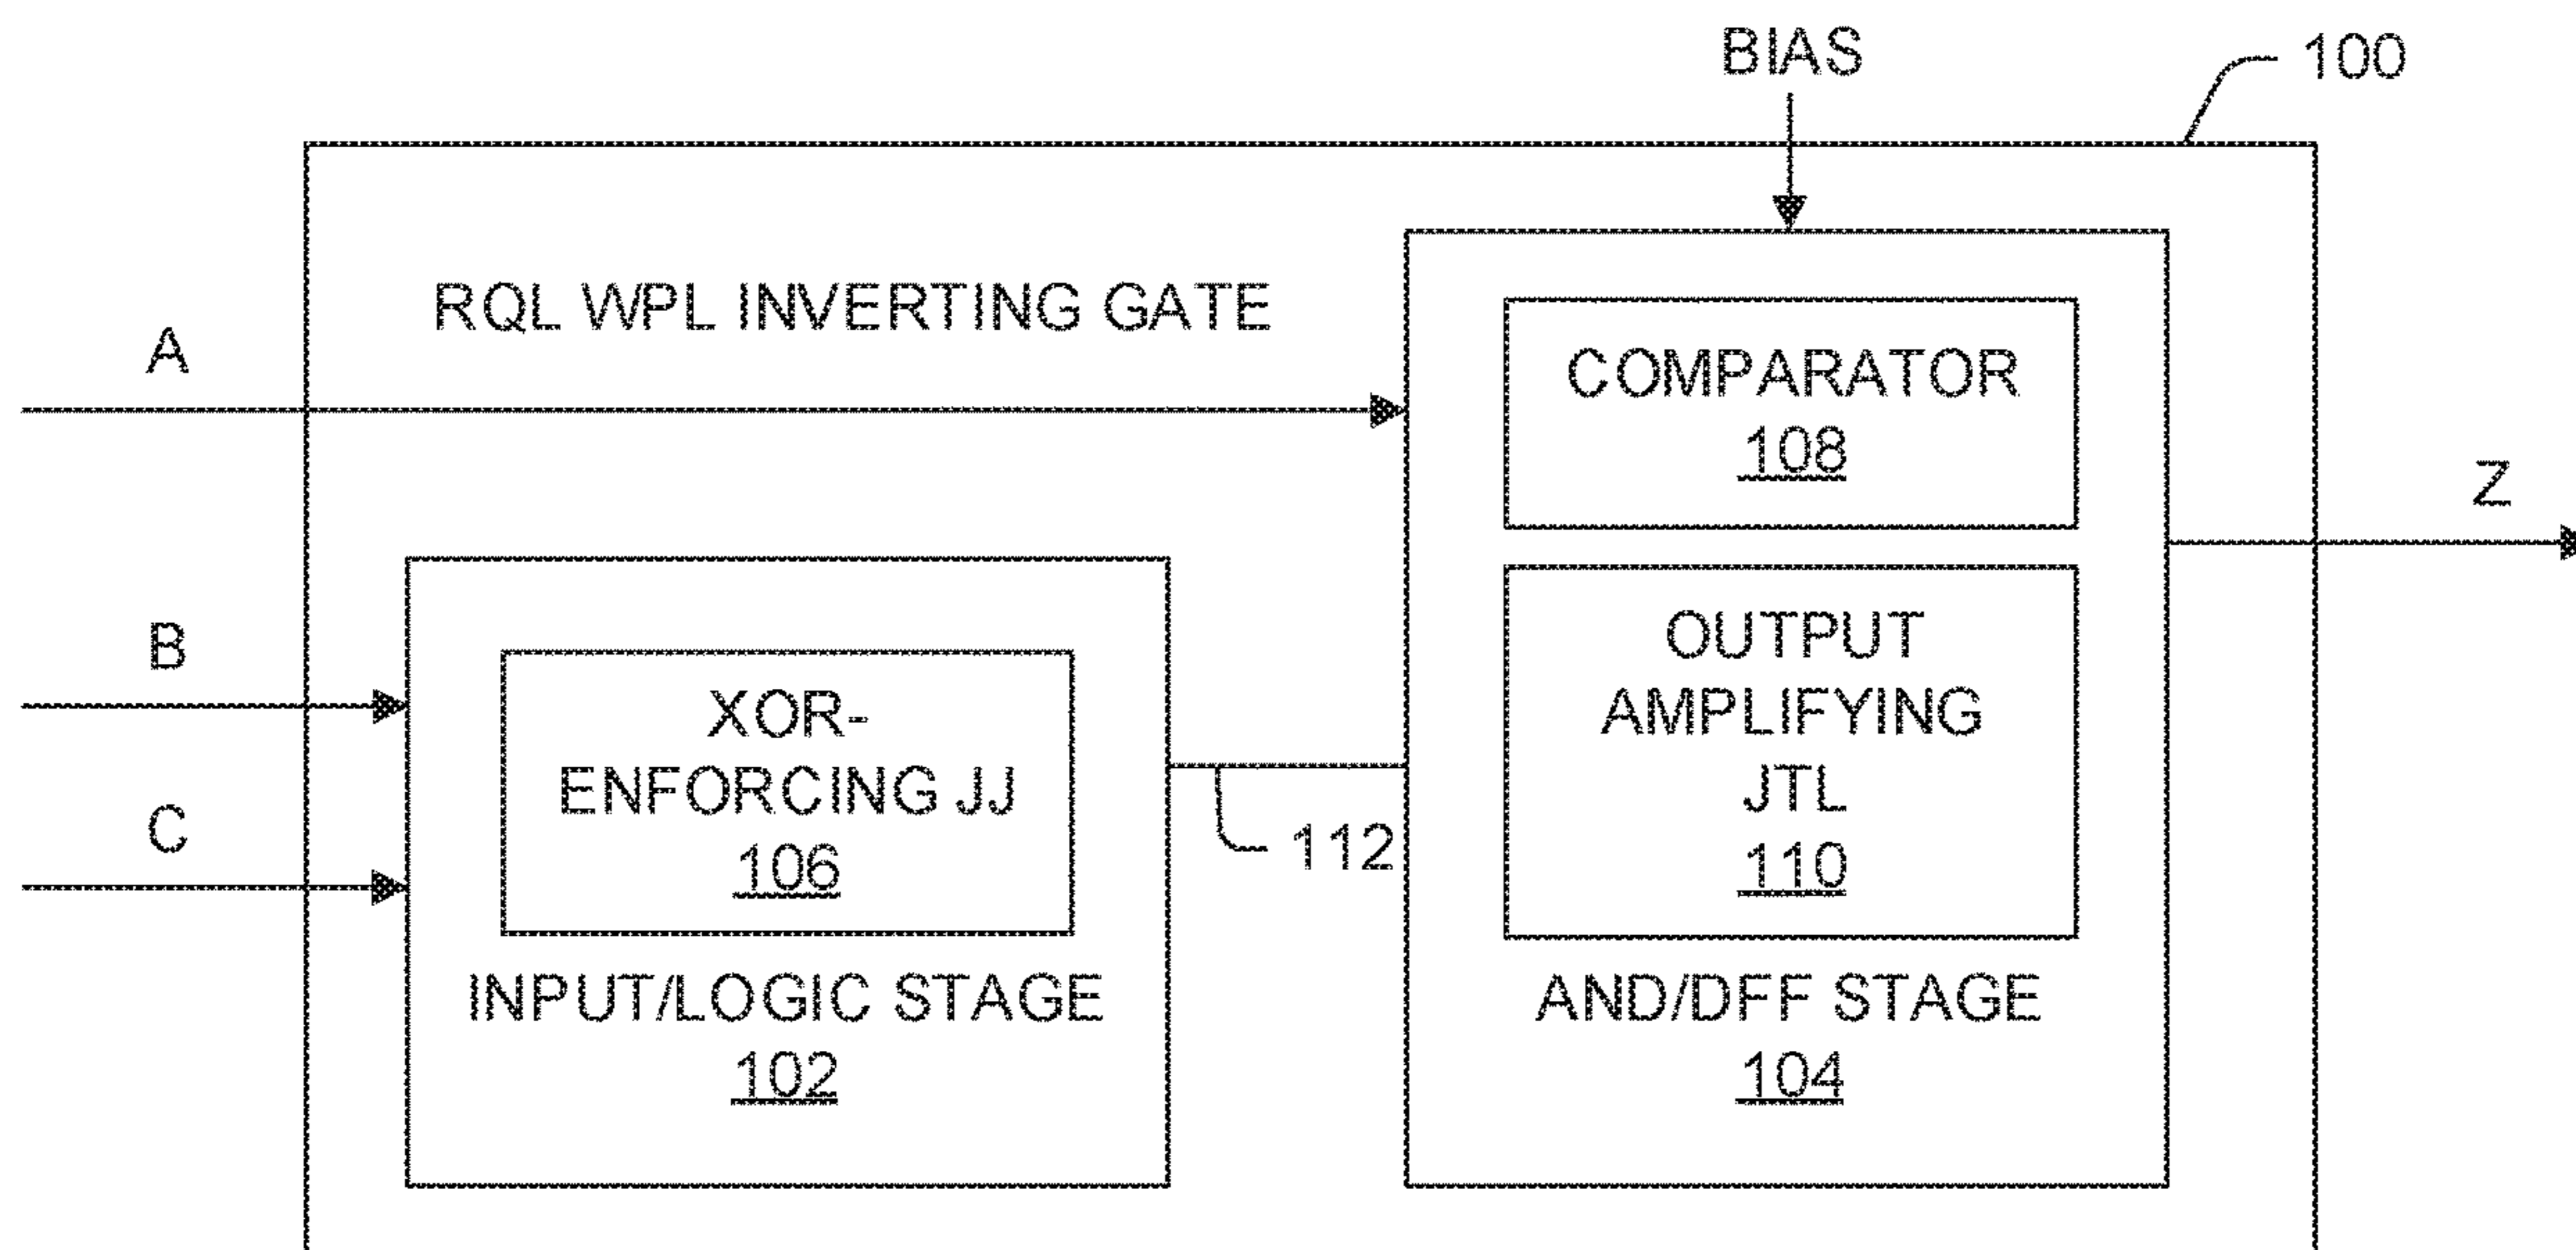 BIAS
100
RQL WPL INVERTING GATE
A
COMPARATOR
108
Z
B
XOR-
ENFORCING JJ
106
C
INPUT/LOGIC STAGE
102
112
OUTPUT
AMPLIFYING
JTL
110
AND/DFF STAGE
104